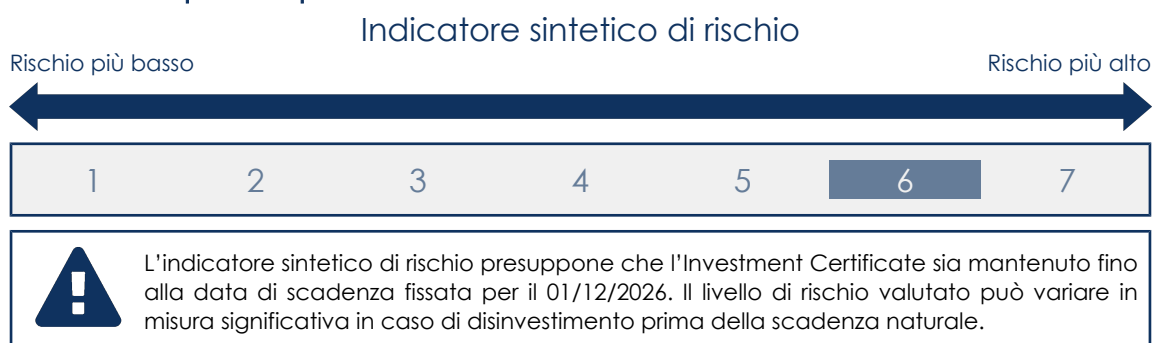 Indicatore sintetico di rischio
Rischio più basso
Rischio più alto
1 2 3 4 5 6 7
L'indicatore sintetico di rischio presuppone che l'Investment Certificate sia mantenuto fino
alla data di scadenza fissata per il 01/12/2026. Il livello di rischio valutato può variare in
misura significativa in caso di disinvestimento prima della scadenza naturale.